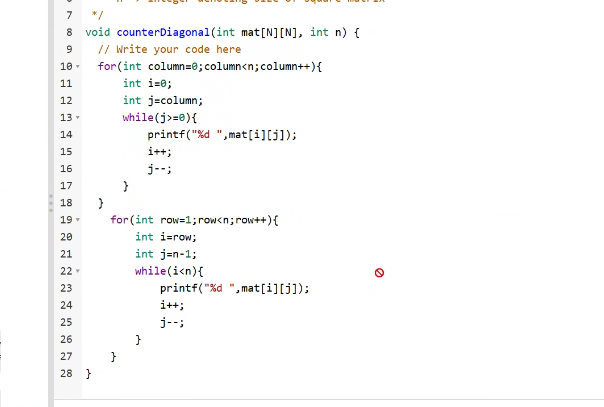 7 */
8 void counterDiagonal(int mat[N][N], int n) {
9 // Write your code here
10 for(int column=0;column<n;column++){
11 int i=0;
12 int j=column;
13 while(j>=0){
14 printf("%d ",mat[i][j]);
15 i++;
16 j--;
17 }
18 }
19 for(int row=1;row<n;row++){
20 int i=row;
21 int j=n-1;
22 while(i<n){
23 printf("%d ",mat[i][j]);
24 i++;
25 j--;
26 }
27 }
28 }